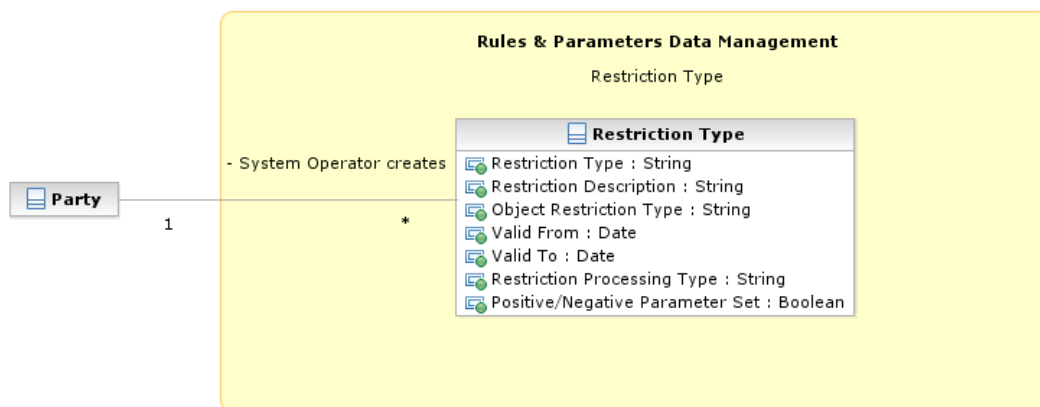 Rules & Parameters Data Management
Restriction Type
Restriction Type
- System Operator creates
Restriction Type : String
Restriction Description : String
Party
Object Restriction Type : String
1
*
Valid From : Date
Valid To : Date
Restriction Processing Type : String
Positive/Negative Parameter Set : Boolean